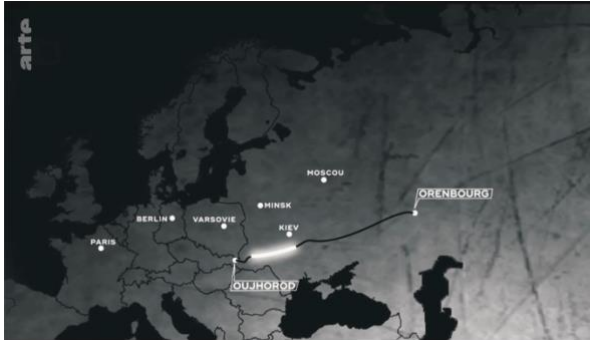 arte
MOSCOU
ORENBOURG
MINSK
BERLIN
VARSOVIE
KIEV
PARIS
OUJHOROD